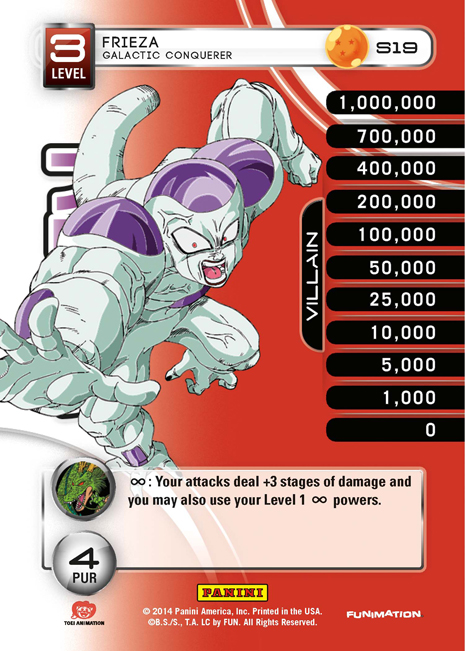 3
LEVEL
FRIEZA
GALACTIC CONQUERER
S19
1,000,000
700,000
400,000
200,000
100,000
50,000
25,000
10,000
5,000
1,000
0
VILLAIN
∞: Your attacks deal +3 stages of damage and
you may also use your Level 1 ∞ powers.
4
PUR
PANINI
TOEI ANIMATION
© 2014 Panini America, Inc. Printed in the USA.
©B.S./S., T.A. LC by FUN. All Rights Reserved.
FUNIMATION